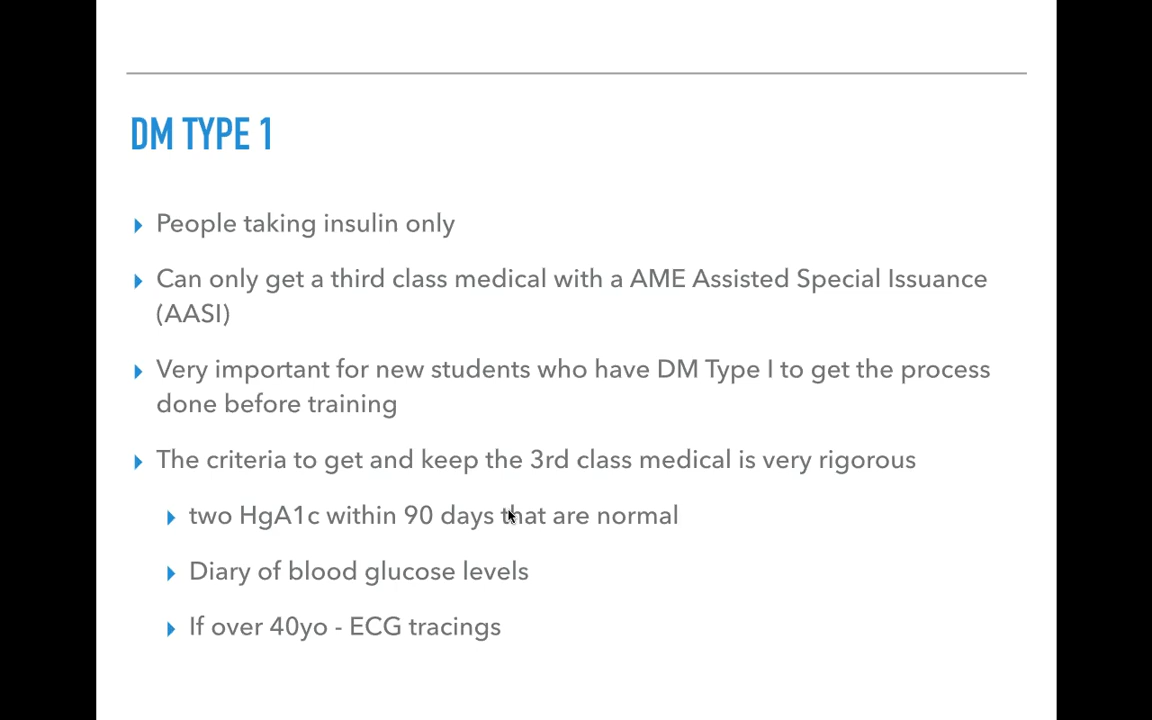 DM TYPE 1
People taking insulin only
Can only get a third class medical with a AME Assisted Special Issuance
(AASI)
Very important for new students who have DM Type I to get the process
done before training
The criteria to get and keep the 3rd class medical is very rigorous
two HgA1c within 90 days that are normal
Diary of blood glucose levels
If over 40yo - ECG tracings